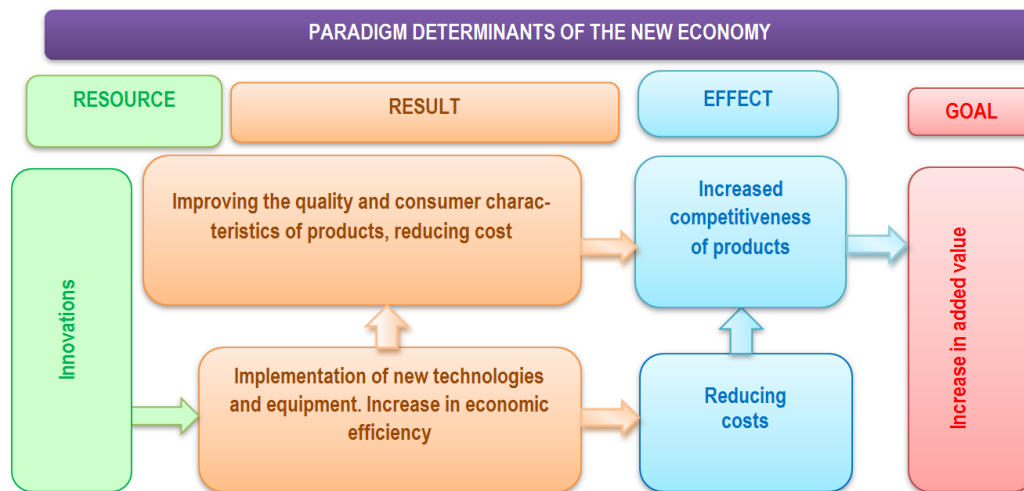 PARADIGM DETERMINANTS OF THE NEW ECONOMY
RESOURCE
RESULT
EFFECT
GOAL
Innovations
Improving the quality and consumer charac-
teristics of products, reducing cost
Increased
competitiveness
of products
Increase in added value
Implementation of new technologies
and equipment. Increase in economic
efficiency
Reducing
costs